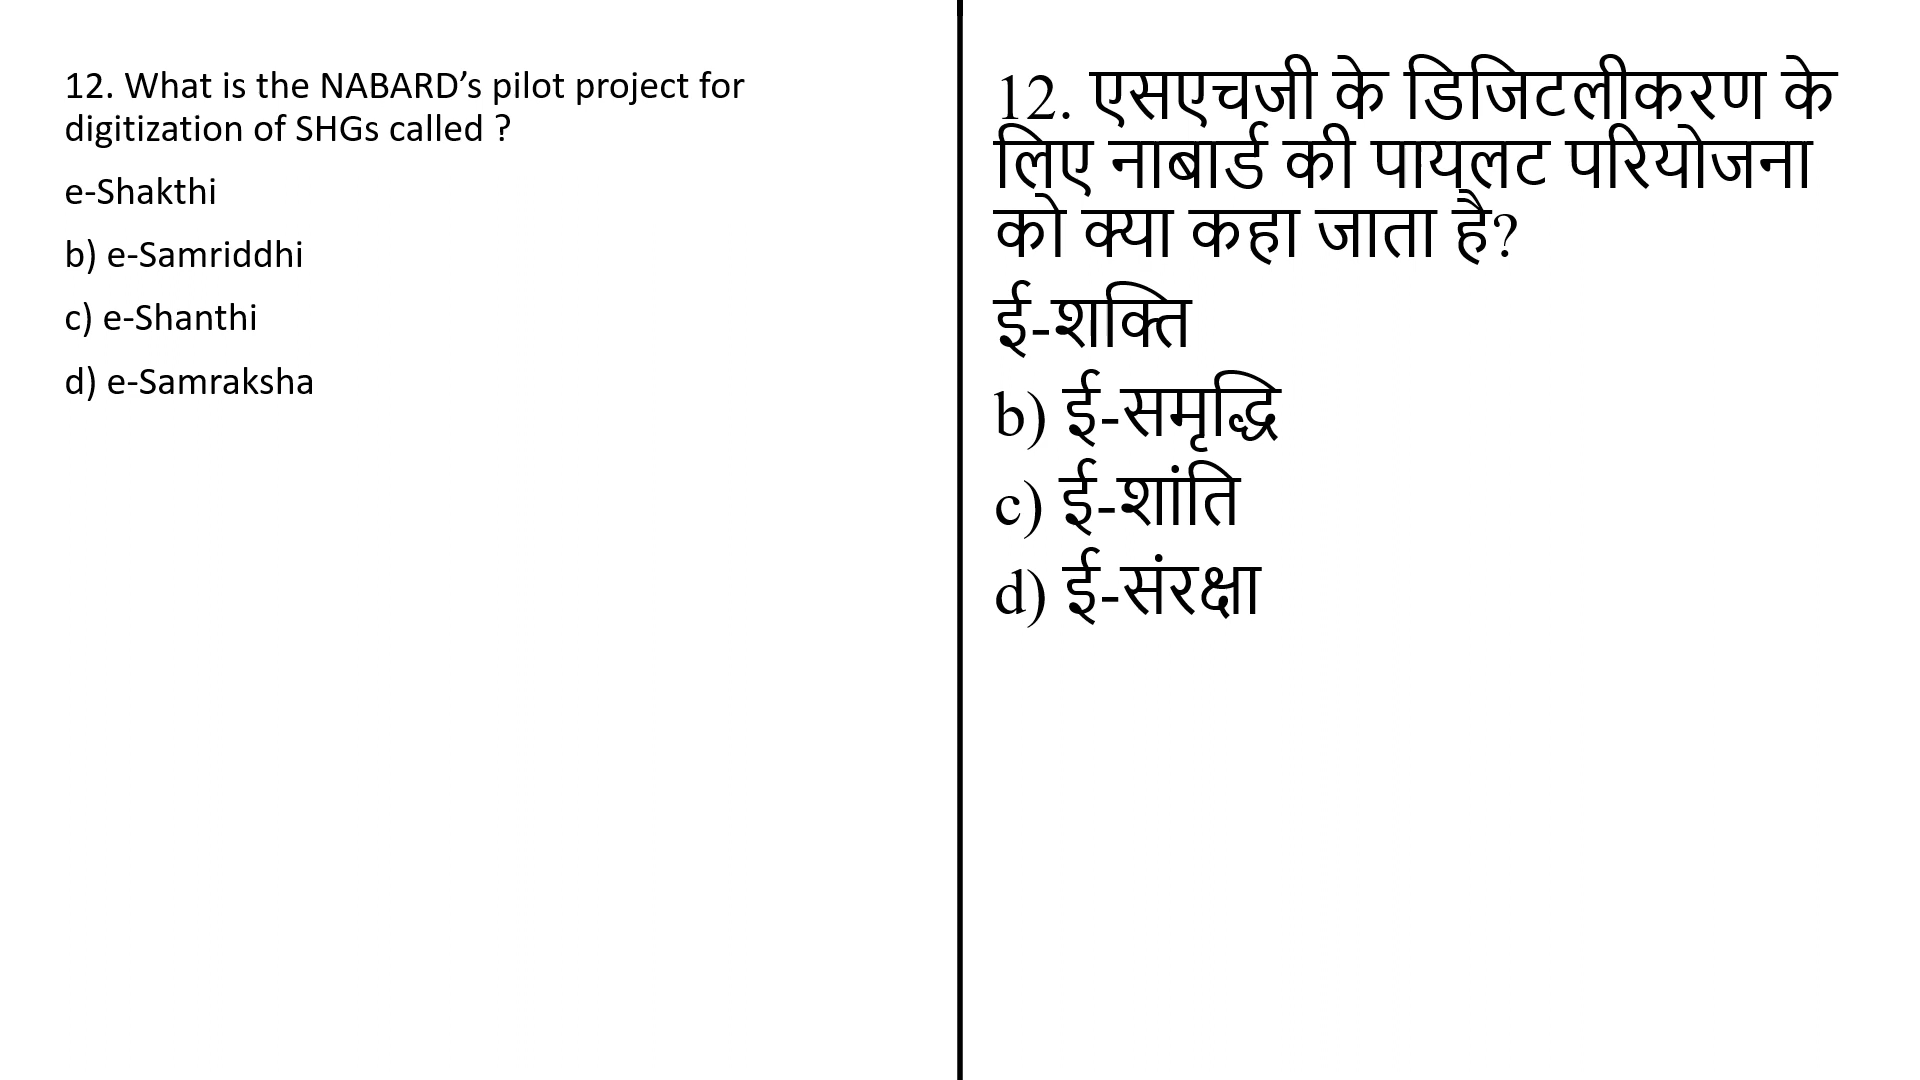 12. What is the NABARD’s pilot project for
digitization of SHGs called ?
e-Shakthi
b) e-Samriddhi
c) e-Shanthi
d) e-Samraksha
12. एसएचजी के डिजिटलीकरण के
लिए नाबार्ड की पायलट परियोजना
को क्या कहा जाता है?
ई-शक्ति
b) ई-समृद्धि
c) ई-शांति
d) ई-संरक्षा